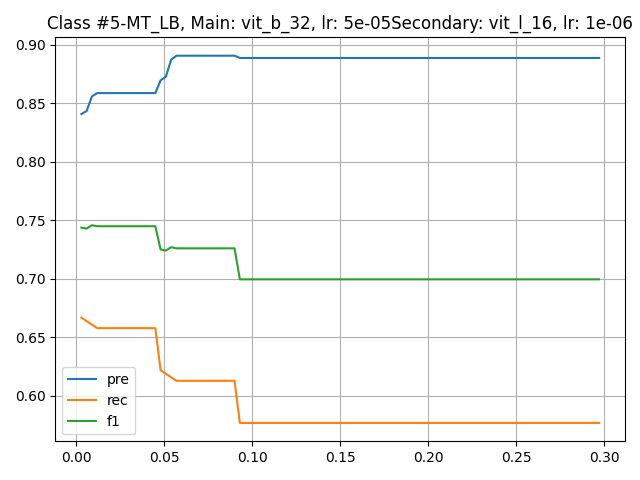 Class #5-MT_LB, Main: vit_b_32, lr: 5e-05Secondary: vit_l_16, lr: 1e-06
0.90
0.85
0.80
0.75
0.70
0.65
0.60
pre
rec
f1
0.00 0.05 0.10 0.15 0.20 0.25 0.30